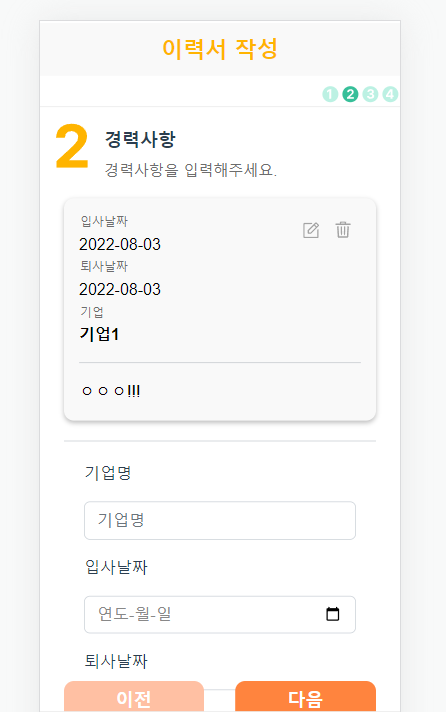 이력서 작성
1 2 3 4
2 경력사항
경력사항을 입력해주세요.
입사날짜
2022-08-03
퇴사날짜
2022-08-03
기업
기업1
ㅇㅇㅇ!!!
기업명
기업명
입사날짜
연도-월-일
퇴사날짜
이전 다음